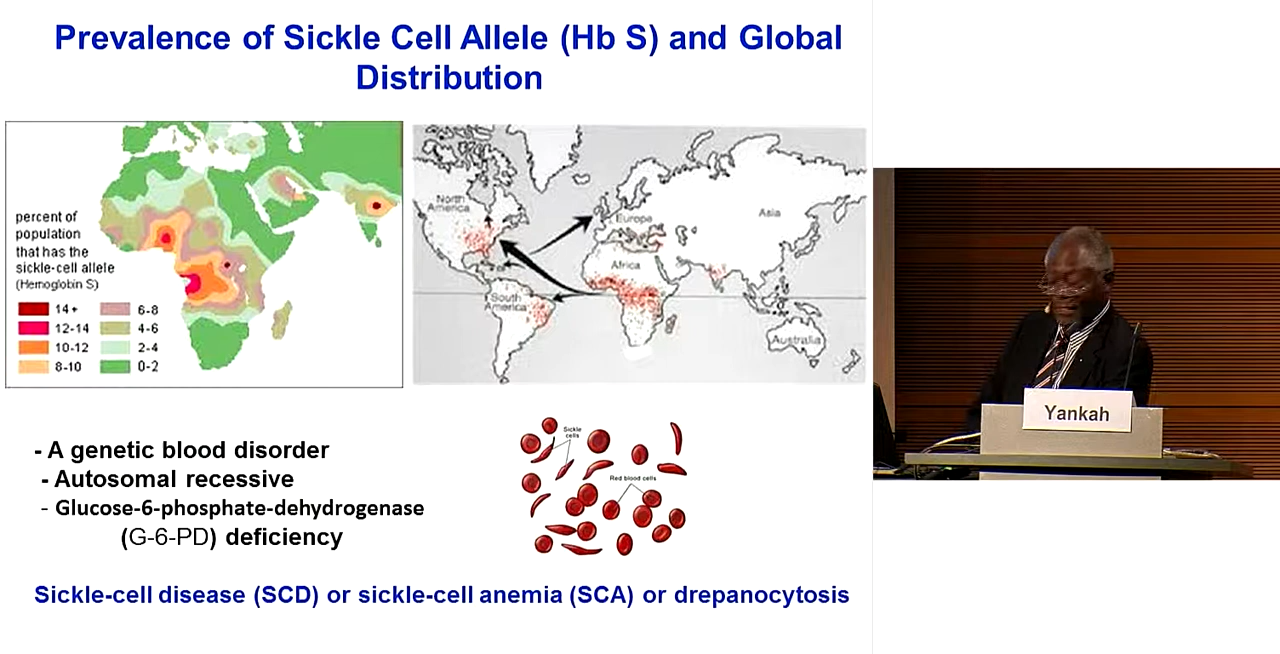 Prevalence of Sickle Cell Allele (Hb S) and Global
Distribution
percent of
population
that has the
sickle-cell allele
(Hemoglobin S)
14+
12-14
10-12
8-10
6-8
4-6
2-4
0-2
North
America
Europe
Asia
Africa
South
America
Australia
- A genetic blood disorder
- Autosomal recessive
- Glucose-6-phosphate-dehydrogenase
(G-6-PD) deficiency
Sickle
cells
Red blood cells
Sickle-cell disease (SCD) or sickle-cell anemia (SCA) or drepanocytosis
Yankah